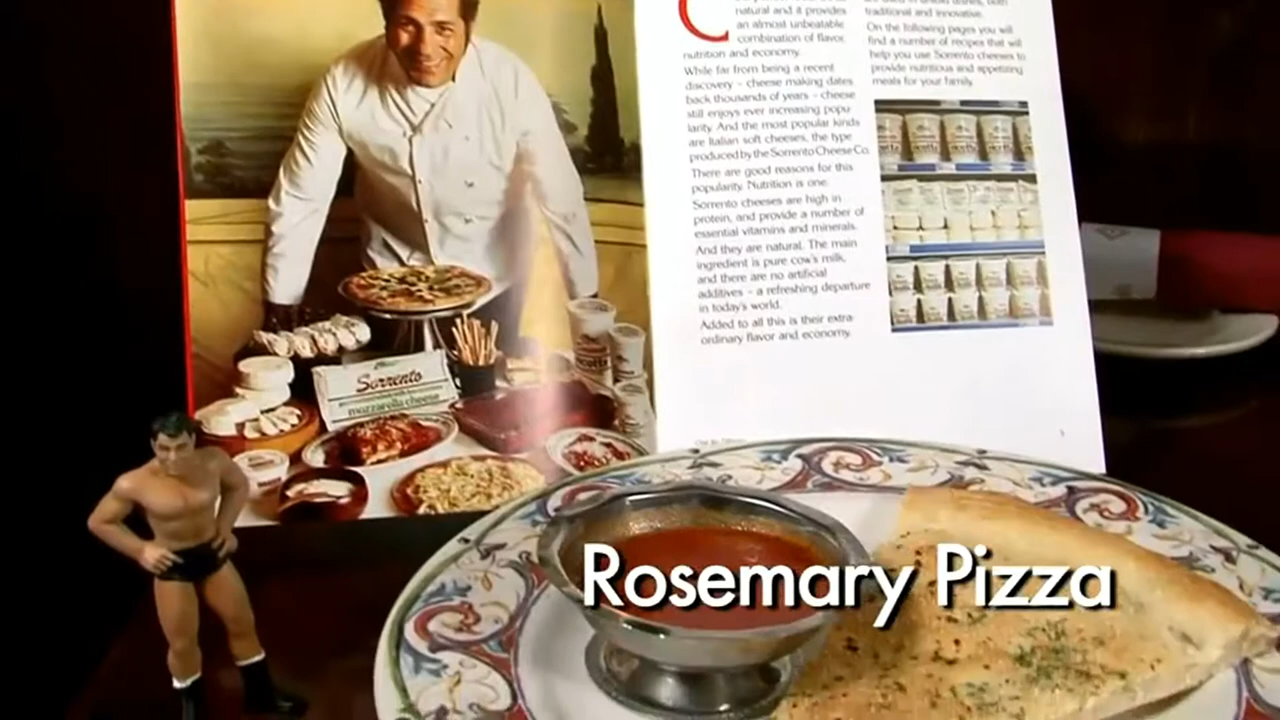 C
natural and it provides
an almost unbeatable
combination of flavor,
nutrition and economy.
While far from being a recent
discovery – cheese making dates
back thousands of years – cheese
still enjoys ever increasing popu-
larity. And the most popular kinds
are Italian soft cheeses, the type
produced by the Sorrento Cheese Co.
There are good reasons for this
popularity. Nutrition is one.
Sorrento cheeses are high in
protein, and provide a number of
essential vitamins and minerals.
And they are natural. The main
ingredient is pure cow's milk,
and there are no artificial
additives – a refreshing departure
in today's world.
Added to all this is their extra-
ordinary flavor and economy.
traditional and innovative.
On the following pages you will
find a number of recipes that will
help you use Sorrento cheeses to
provide nutritious and appetizing
meals for your family.
Sorrento
mozzarella cheese
ricotta
Rosemary Pizza